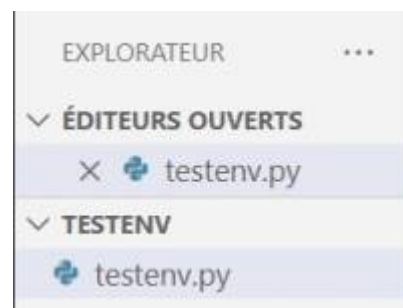 EXPLORATEUR ...
ÉDITEURS OUVERTS
testenv.py
TESTENV
testenv.py